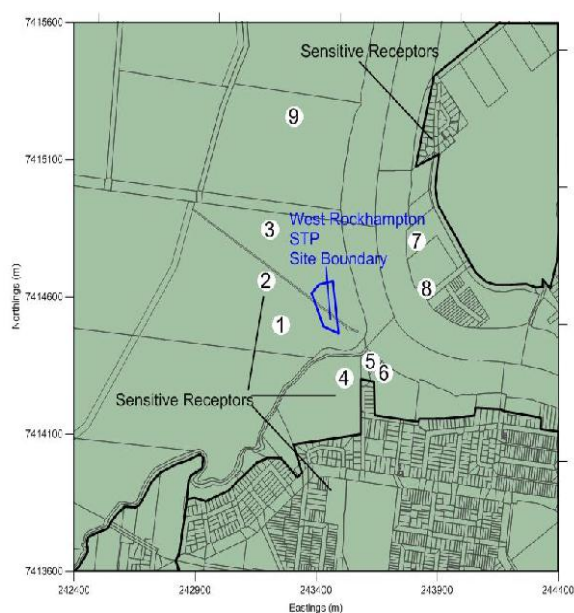 7415600
Sensitive Receptors
9
7415100
West Rockhampton
3
STP
7
Site Boundary
2
8
7414600
1
5
6
4
Sensitive Receptors
7414100
7413600
242400
242900
243400
243900
244400
Northings (m)
Eastings (m)